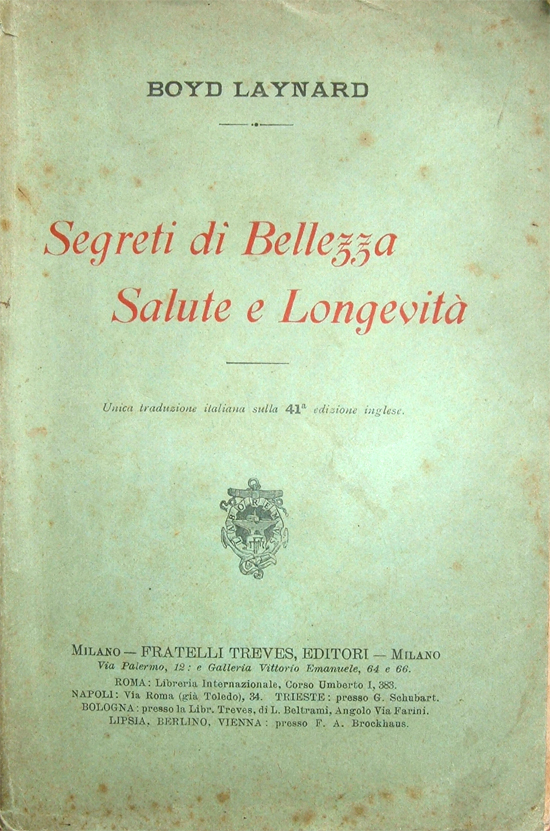 BOYD LAYNARD
Segreti di Bellezza
Salute e Longevità
Unica traduzione italiana sulla 41ª edizione inglese.
LABOREMUS
MILANO — FRATELLI TREVES, EDITORI — MILANO
Via Palermo, 12: e Galleria Vittorio Emanuele, 64 e 66.
ROMA: Libreria Internazionale, Corso Umberto I, 383.
NAPOLI: Via Roma (già Toledo), 34. TRIESTE: presso G. Schubart.
BOLOGNA: presso la Libr. Treves, di L. Beltrami, Angolo Via Farini.
LIPSIA, BERLINO, VIENNA: presso F. A. Brockhaus.